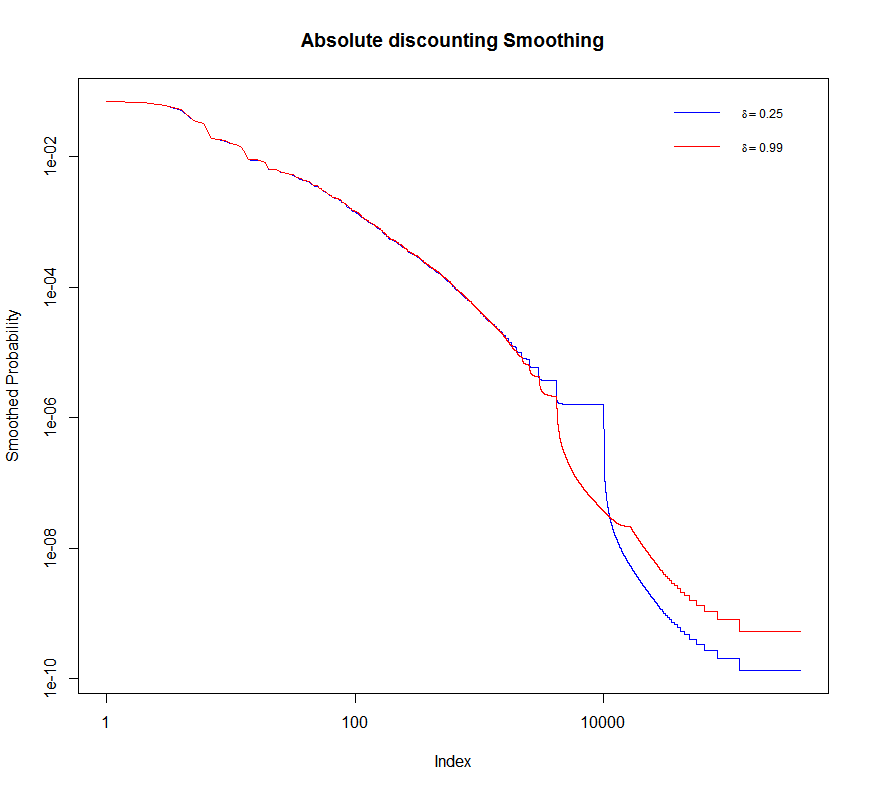 Absolute discounting Smoothing
δ = 0.25
δ = 0.99
Smoothed Probability
1e-02
1e-04
1e-06
1e-08
1e-10
1
100
10000
Index